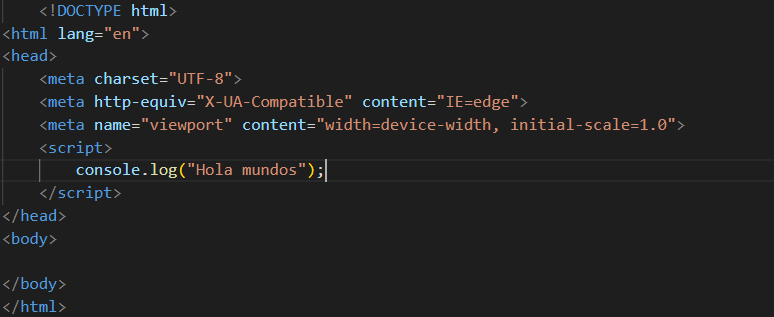 <!DOCTYPE html>
<html lang="en">
<head>
<meta charset="UTF-8">
<meta http-equiv="X-UA-Compatible" content="IE=edge">
<meta name="viewport" content="width=device-width, initial-scale=1.0">
<script>
console.log("Hola mundos");
</script>
</head>
<body>
</body>
</html>